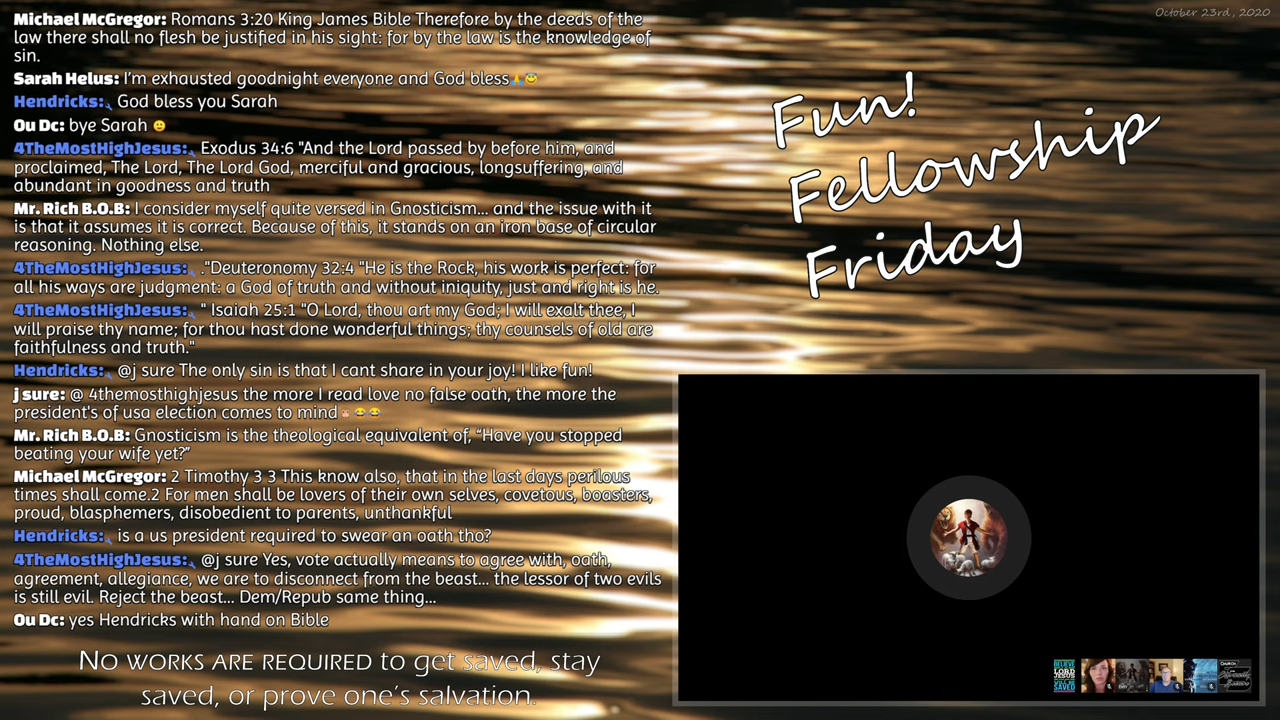 Michael McGregor: Romans 3:20 King James Bible Therefore by the deeds of the
law there shall no flesh be justified in his sight: for by the law is the knowledge of
sin.
Sarah Helus: I'm exhausted goodnight everyone and God bless🙏😇
Hendricks: God bless you Sarah
Ou Dc: bye Sarah 🙂
4TheMostHighJesus: Exodus 34:6 "And the Lord passed by before him, and
proclaimed, The Lord, The Lord God, merciful and gracious, longsuffering, and
abundant in goodness and truth
Mr. Rich B.O.B: I consider myself quite versed in Gnosticism... and the issue with it
is that it assumes it is correct. Because of this, it stands on an iron base of circular
reasoning. Nothing else.
4TheMostHighJesus: ."Deuteronomy 32:4 "He is the Rock, his work is perfect: for
all his ways are judgment: a God of truth and without iniquity, just and right is he.
4TheMostHighJesus: " Isaiah 25:1 "O Lord, thou art my God; I will exalt thee, I
will praise thy name; for thou hast done wonderful things; thy counsels of old are
faithfulness and truth."
Hendricks: @j sure The only sin is that I cant share in your joy! I like fun!
j sure: @ 4themosthighjesus the more I read love no false oath, the more the
president's of usa election comes to mind😂😂
Mr. Rich B.O.B: Gnosticism is the theological equivalent of, “Have you stopped
beating your wife yet?”
Michael McGregor: 2 Timothy 3 3 This know also, that in the last days perilous
times shall come.2 For men shall be lovers of their own selves, covetous, boasters,
proud, blasphemers, disobedient to parents, unthankful
Hendricks: is a us president required to swear an oath tho?
4TheMostHighJesus: @j sure Yes, vote actually means to agree with, oath,
agreement, allegiance, we are to disconnect from the beast... the lessor of two evils
is still evil. Reject the beast... Dem/Repub same thing...
Ou Dc: yes Hendricks with hand on Bible
No works are required to get saved, stay
saved, or prove one's salvation.
October 23rd, 2020
Fun!
Fellowship
Friday
BELIEVE
LORD
JESUS
SAVED
CHURCH